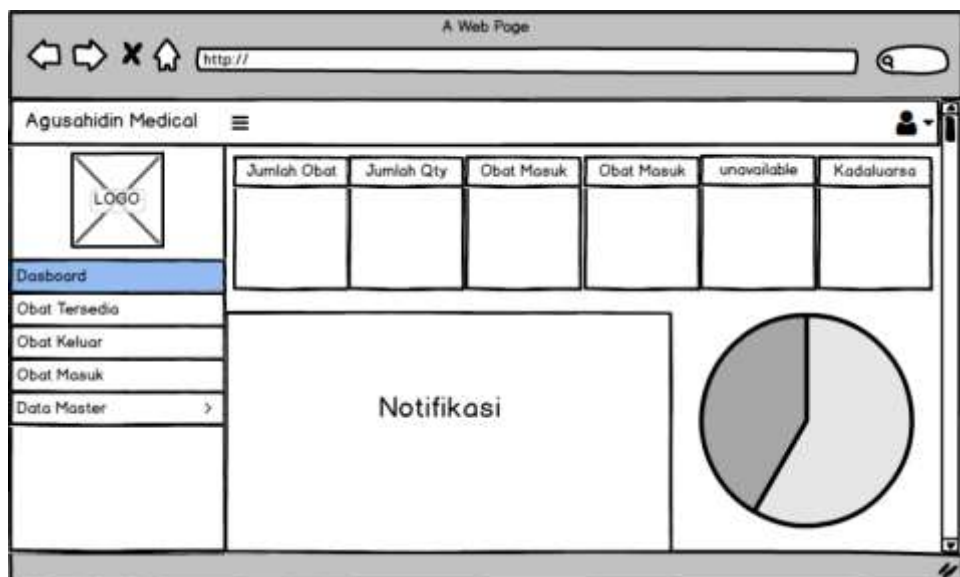 A Web Page
http://
Agusahidin Medical
LOGO
Jumlah Obat Jumlah Qty Obat Masuk Obat Masuk unavailable Kadaluarsa
Dasboard
Obat Tersedia
Obat Keluar
Obat Masuk
Data Master
Notifikasi